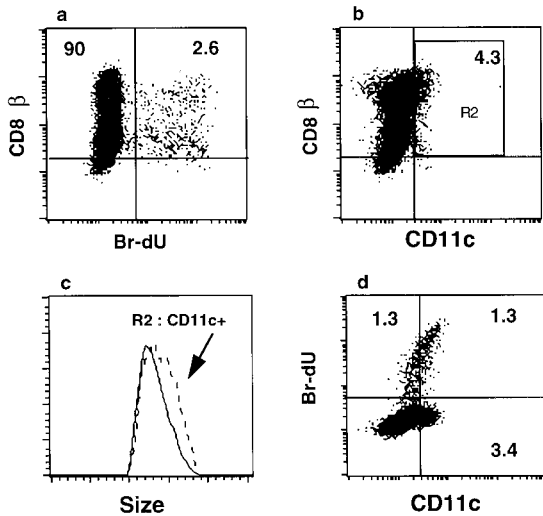 a
90
2.6
CD8 β
Br-dU
b
4.3
R2
CD8 β
CD11c
c
R2 : CD11c+
Size
d
1.3
1.3
3.4
Br-dU
CD11c